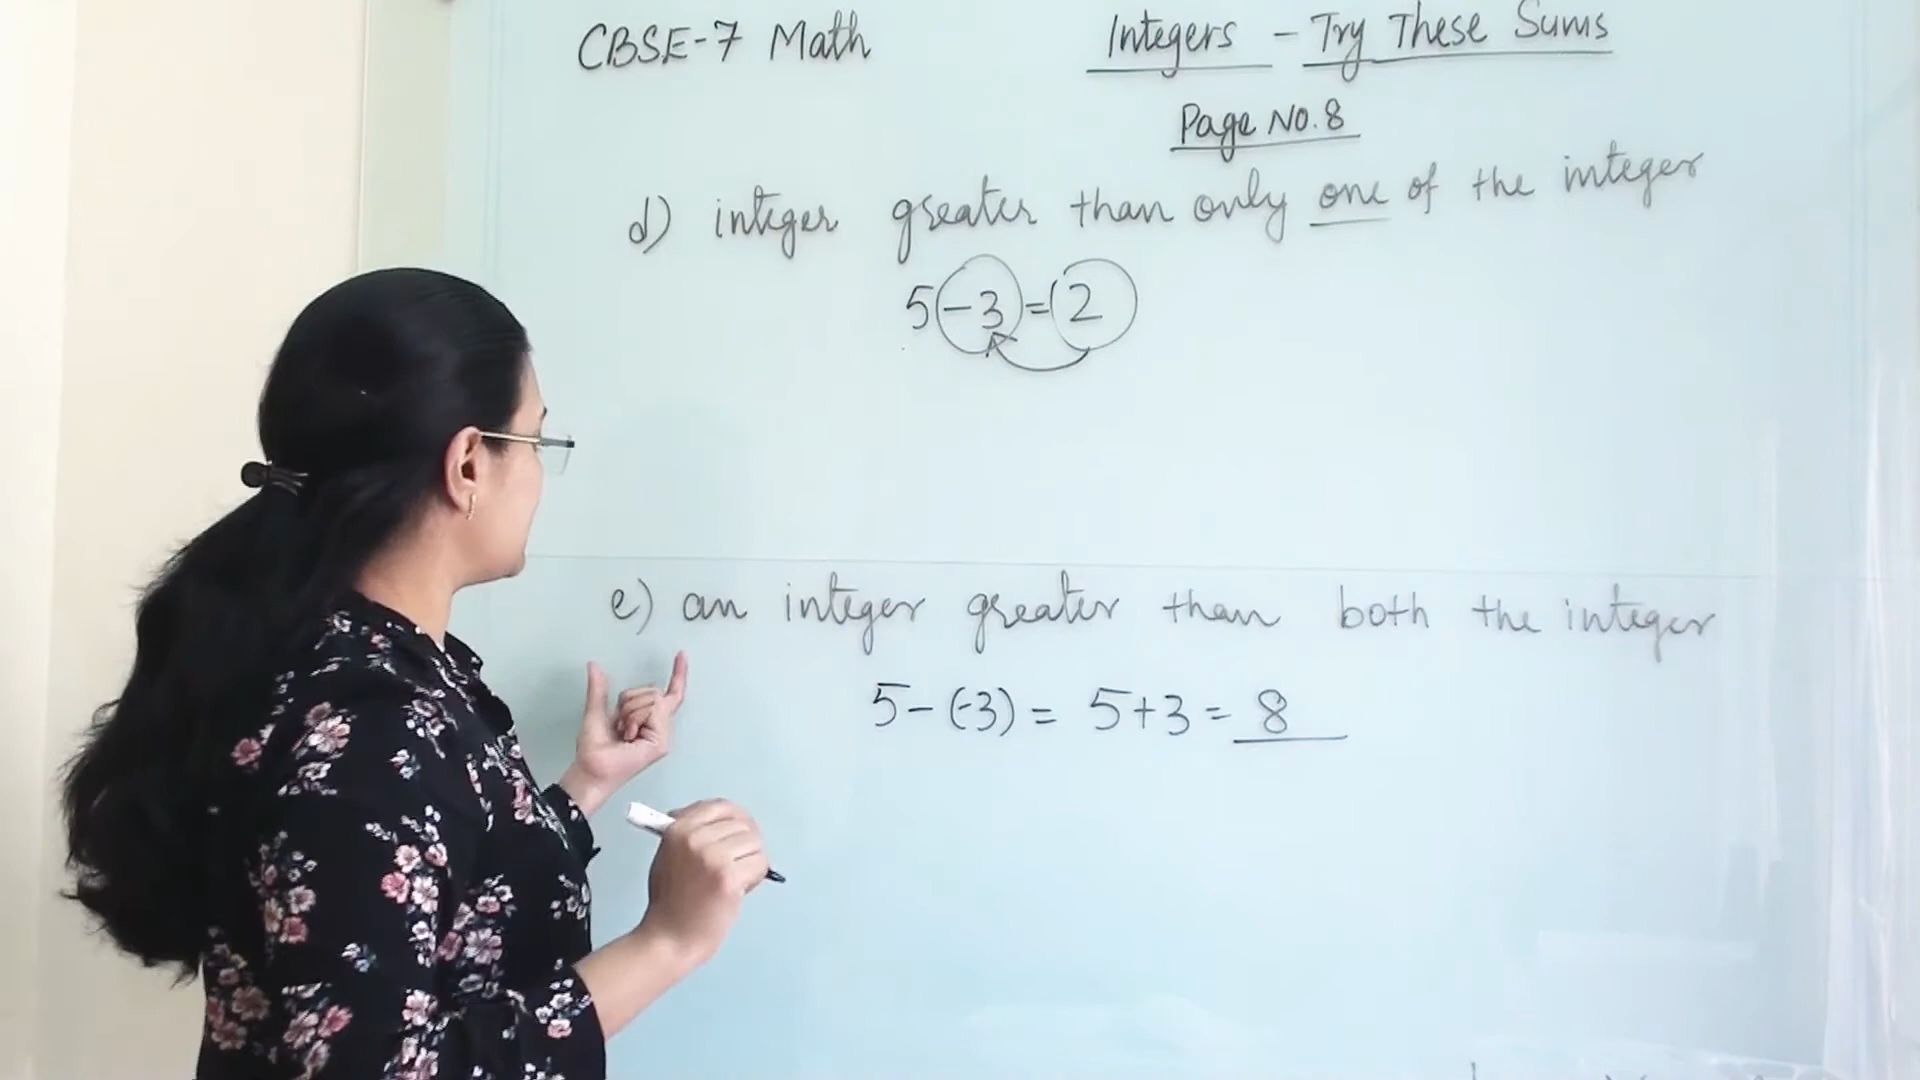 CBSE-7 Math
Integers - Try These Sums
Page No. 8
d) integer greater than only one of the integer
5-3=2
e) an integer greater than both the integer
5-(-3) = 5+3 = 8